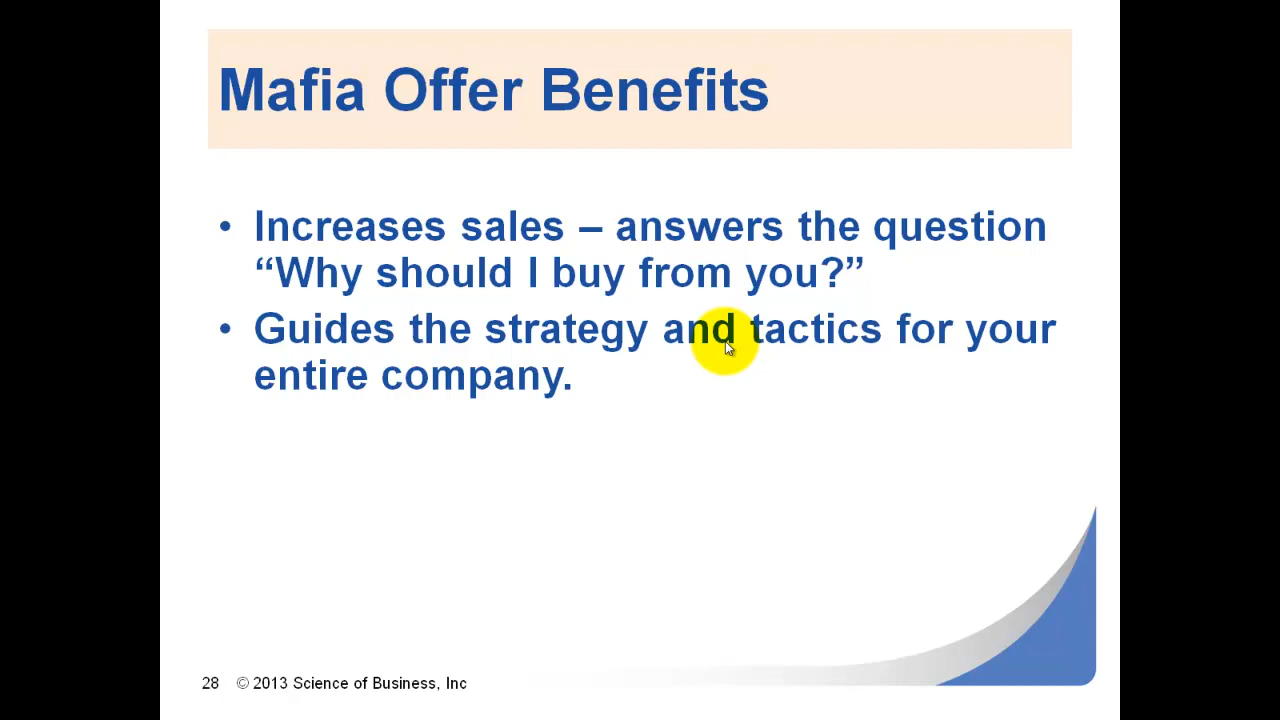 Mafia Offer Benefits
• Increases sales – answers the question
“Why should I buy from you?”
• Guides the strategy and tactics for your
entire company.
28 © 2013 Science of Business, Inc